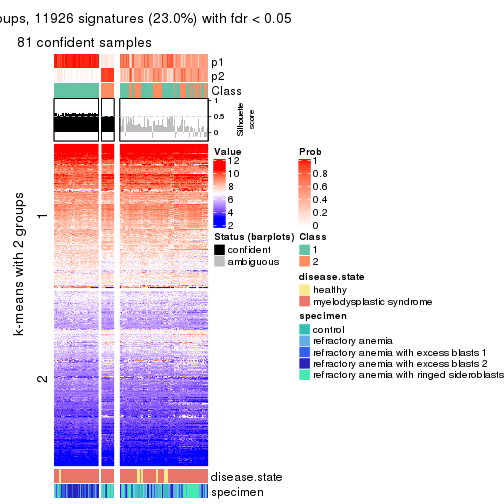 oups, 11926 signatures (23.0%) with fdr < 0.05
81 confident samples
p1
p2
Class
1
0.5
0
Silhouette
score
k-means with 2 groups
1
2
Value
12
10
8
6
4
2
Prob
1
0.8
0.6
0.4
0.2
0
Status (barplots)
confident
ambiguous
Class
1
2
disease.state
healthy
myelodysplastic syndrome
specimen
control
refractory anemia
refractory anemia with excess blasts 1
refractory anemia with excess blasts 2
refractory anemia with ringed sideroblasts
disease.state
specimen